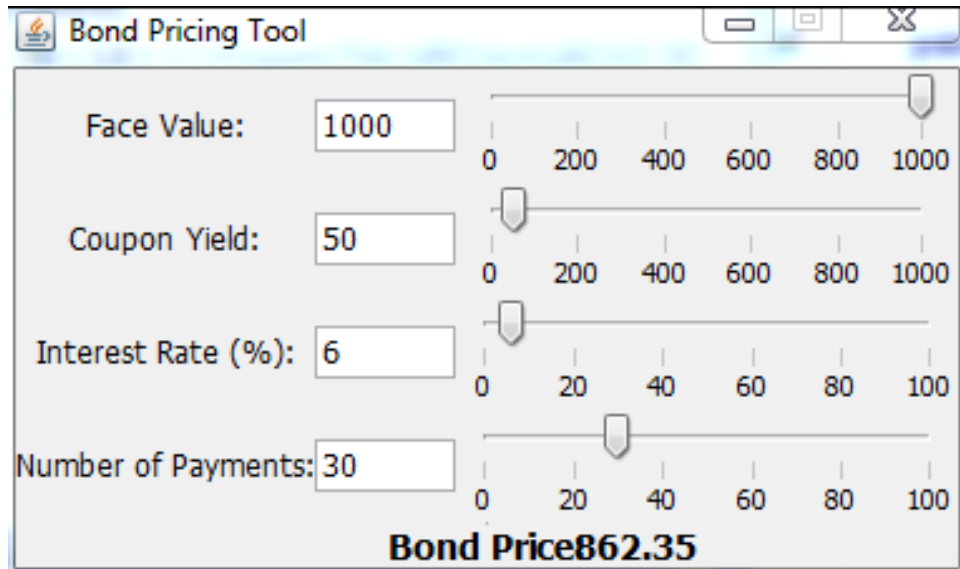 Bond Pricing Tool
Face Value: 1000
0 200 400 600 800 1000
Coupon Yield: 50
0 200 400 600 800 1000
Interest Rate (%): 6
0 20 40 60 80 100
Number of Payments: 30
0 20 40 60 80 100
Bond Price862.35